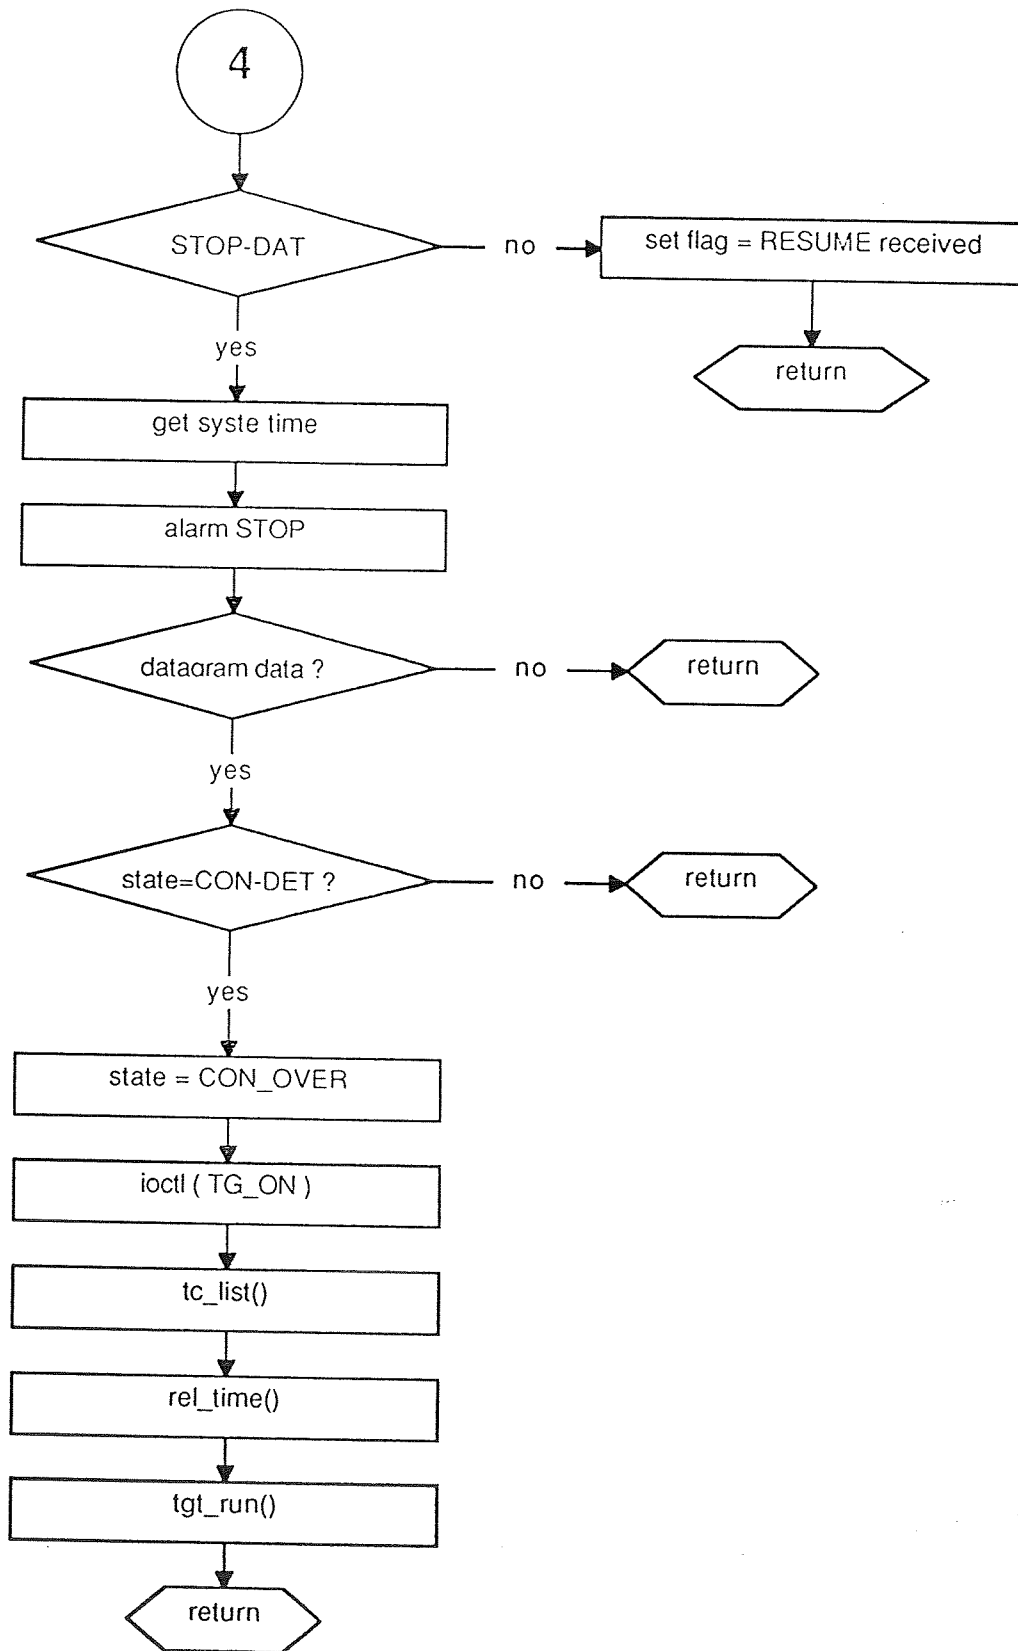 4
STOP-DAT
no
set flag = RESUME received
yes
return
get syste time
alarm STOP
datagram data ?
no
return
yes
state=CON-DET ?
no
return
yes
state = CON_OVER
ioctl ( TG_ON )
tc_list()
rel_time()
tgt_run()
return